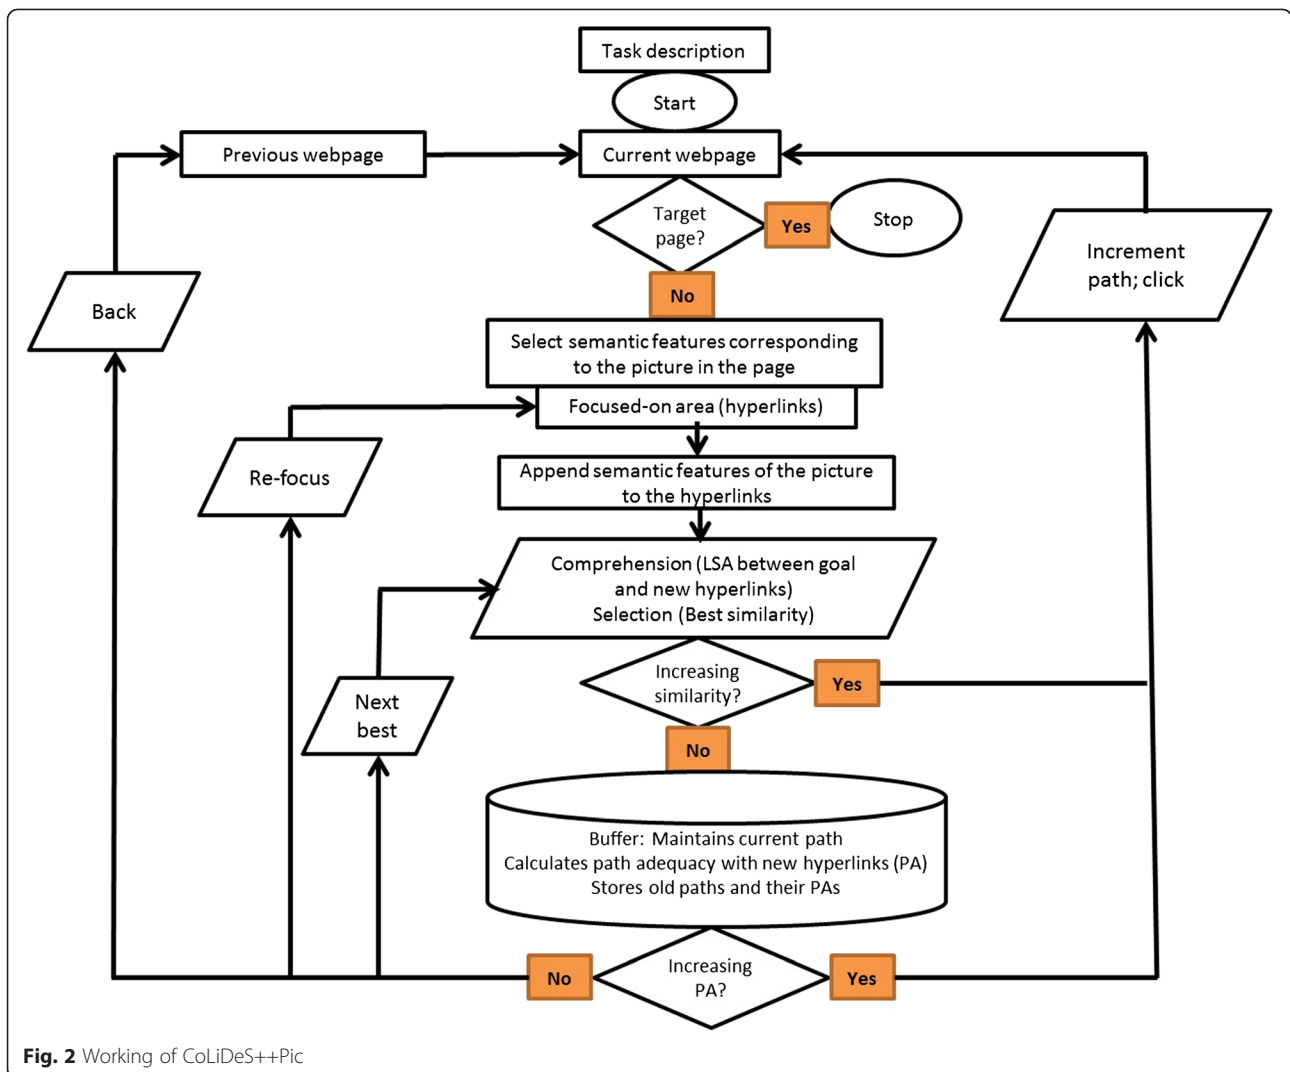 Task description
Start
Previous webpage
Current webpage
Target
page?
Yes
Stop
Increment
path; click
Back
No
Select semantic features corresponding
to the picture in the page
Focused-on area (hyperlinks)
Re-focus
Append semantic features of the picture
to the hyperlinks
Comprehension (LSA between goal
and new hyperlinks)
Selection (Best similarity)
Next
best
Increasing
similarity?
Yes
No
Buffer: Maintains current path
Calculates path adequacy with new hyperlinks (PA)
Stores old paths and their PAs
No
Increasing
PA?
Yes
Fig. 2 Working of CoLiDeS++Pic